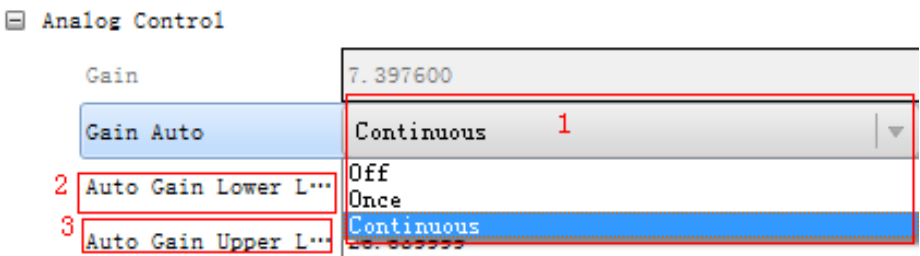 Analog Control
Gain 7.397600
Gain Auto Continuous 1
Off
2 Auto Gain Lower L...
Once
Continuous
3 Auto Gain Upper L...